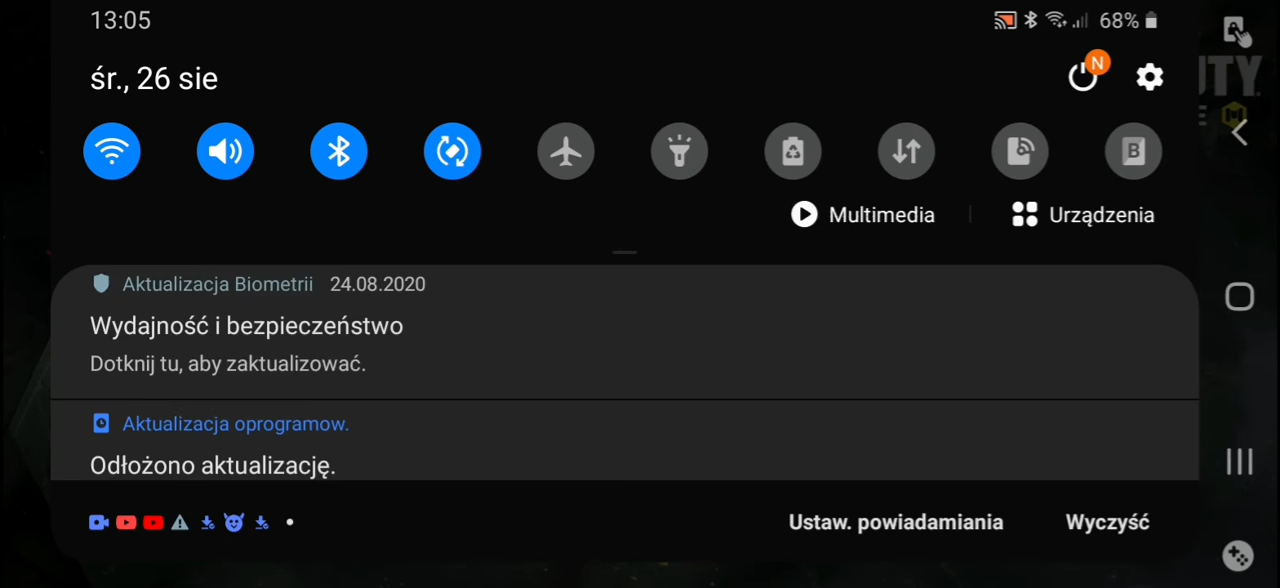 13:05
68%
śr., 26 sie
N
UTY
B
Multimedia
Urządzenia
Aktualizacja Biometrii 24.08.2020
Wydajność i bezpieczeństwo
Dotknij tu, aby zaktualizować.
Aktualizacja oprogramow.
Odłożono aktualizację.
Ustaw. powiadamiania
Wyczyść